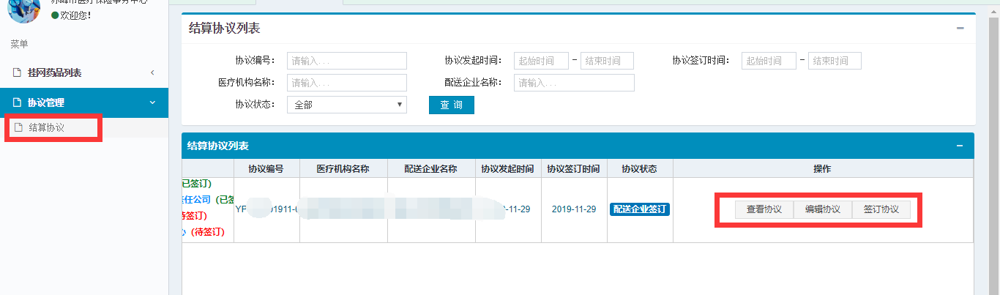 赤峰市医疗保险事务中心
欢迎您!
菜单
挂网药品列表
协议管理
结算协议
结算协议列表
协议编号： 请输入... 协议发起时间： 起始时间 - 结束时间 协议签订时间： 起始时间 - 结束时间
医疗机构名称： 请输入... 配送企业名称： 请输入...
协议状态： 全部 查 询
结算协议列表
协议编号 医疗机构名称 配送企业名称 协议发起时间 协议签订时间 协议状态 操作
已签订)
责任公司 (已签
待签订)
心 (待签订)
YF 01911-0 -11-29 2019-11-29 配送企业签订 查看协议 编辑协议 签订协议